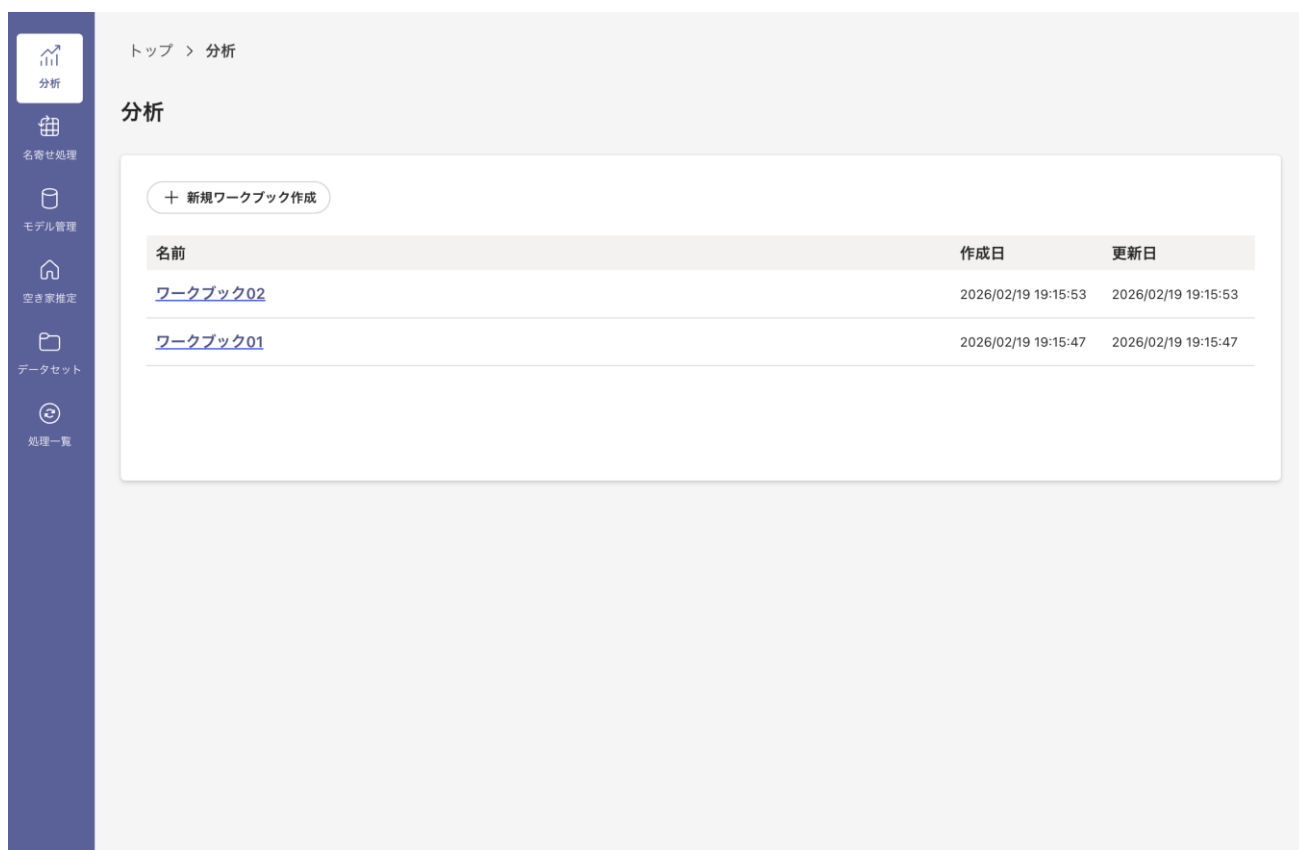 分析
名寄せ処理
モデル管理
空き家推定
データセット
処理一覧
トップ > 分析
分析
+ 新規ワークブック作成
名前 作成日 更新日
ワークブック02 2026/02/19 19:15:53 2026/02/19 19:15:53
ワークブック01 2026/02/19 19:15:47 2026/02/19 19:15:47